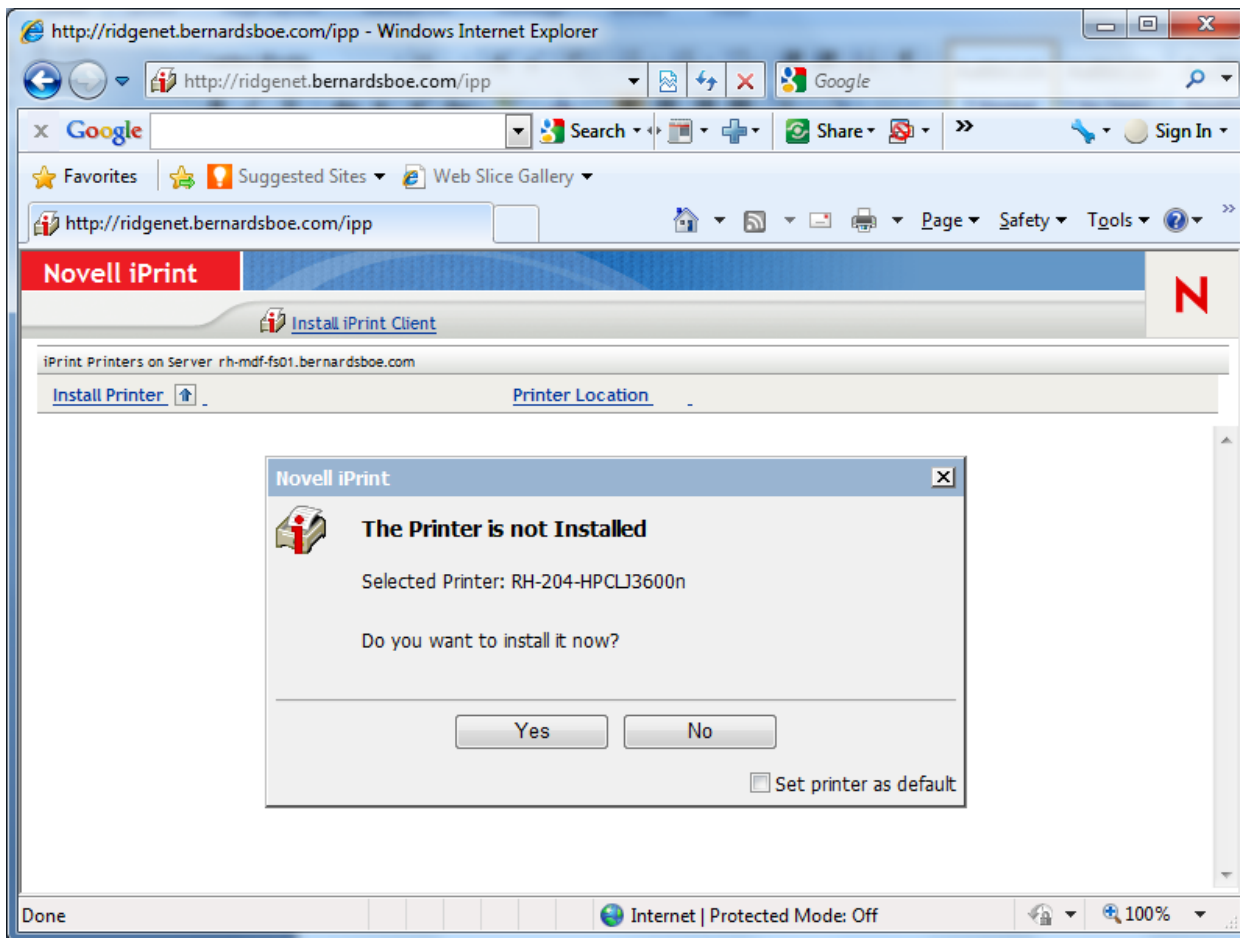 http://ridgenet.bernardsboe.com/ipp - Windows Internet Explorer
http://ridgenet.bernardsboe.com/ipp
Google
x Google
Search
Share
»
Sign In
Favorites
Suggested Sites
Web Slice Gallery
http://ridgenet.bernardsboe.com/ipp
Page
Safety
Tools
»
Novell iPrint
N
Install iPrint Client
iPrint Printers on Server rh-mdf-fs01.bernardsboe.com
Install Printer
Printer Location
Novell iPrint
The Printer is not Installed
Selected Printer: RH-204-HPCLJ3600n
Do you want to install it now?
Yes
No
Set printer as default
Done
Internet | Protected Mode: Off
100%